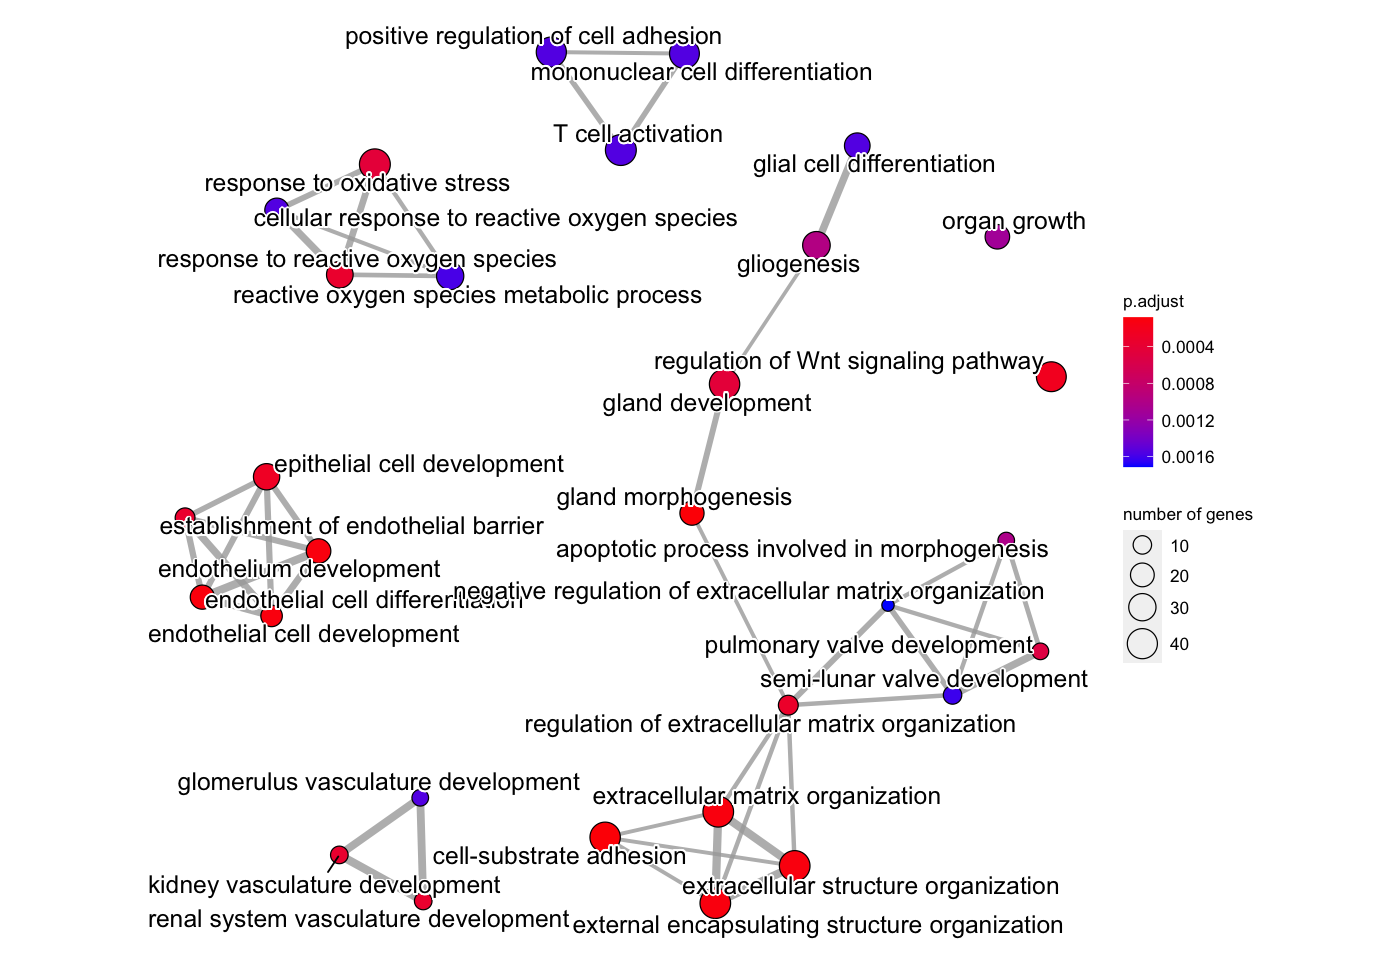 positive regulation of cell adhesion
mononuclear cell differentiation
T cell activation
glial cell differentiation
response to oxidative stress
cellular response to reactive oxygen species
organ growth
response to reactive oxygen species
gliogenesis
reactive oxygen species metabolic process
regulation of Wnt signaling pathway
gland development
epithelial cell development
gland morphogenesis
establishment of endothelial barrier
apoptotic process involved in morphogenesis
endothelium development
negative regulation of extracellular matrix organization
endothelial cell differentiation
endothelial cell development
pulmonary valve development
semi-lunar valve development
regulation of extracellular matrix organization
glomerulus vasculature development
extracellular matrix organization
cell-substrate adhesion
kidney vasculature development
extracellular structure organization
renal system vasculature development
external encapsulating structure organization
p.adjust
0.0004
0.0008
0.0012
0.0016
number of genes
10
20
30
40